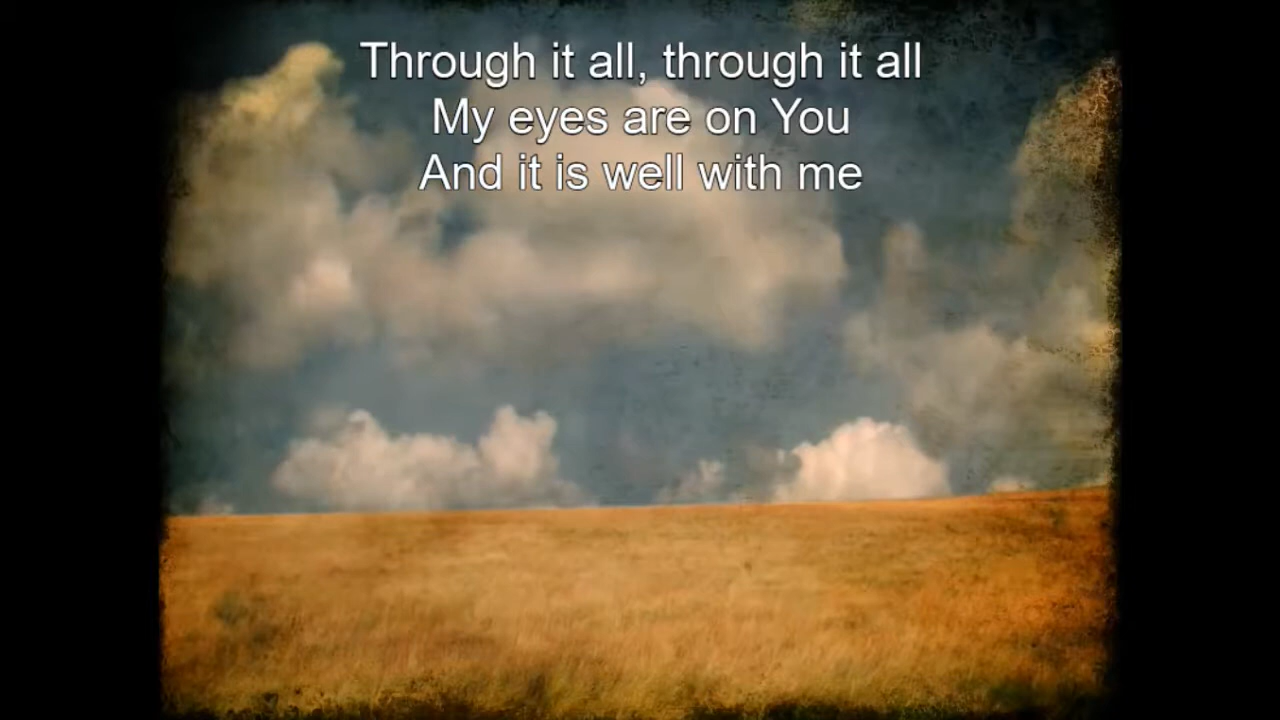 Through it all, through it all
My eyes are on You
And it is well with me